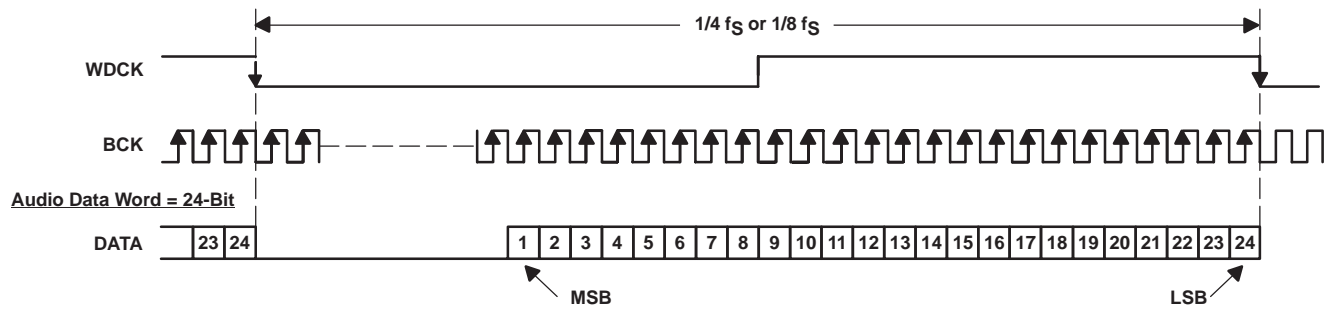 1/4 fS or 1/8 fS
WDCK
BCK
Audio Data Word = 24-Bit
DATA
23 24 1 2 3 4 5 6 7 8 9 10 11 12 13 14 15 16 17 18 19 20 21 22 23 24
MSB LSB